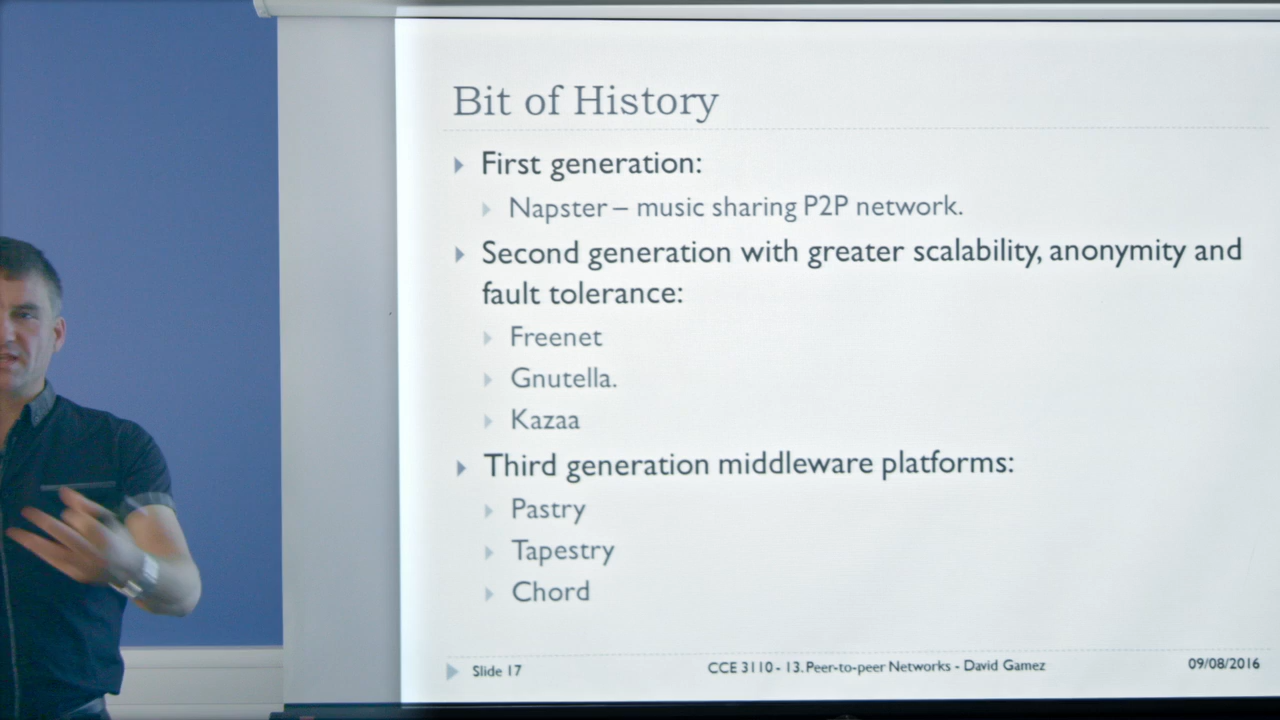 Bit of History
First generation:
Napster – music sharing P2P network.
Second generation with greater scalability, anonymity and
fault tolerance:
Freenet
Gnutella.
Kazaa
Third generation middleware platforms:
Pastry
Tapestry
Chord
Slide 17
CCE 3110 - 13. Peer-to-peer Networks - David Gamez
09/08/2016